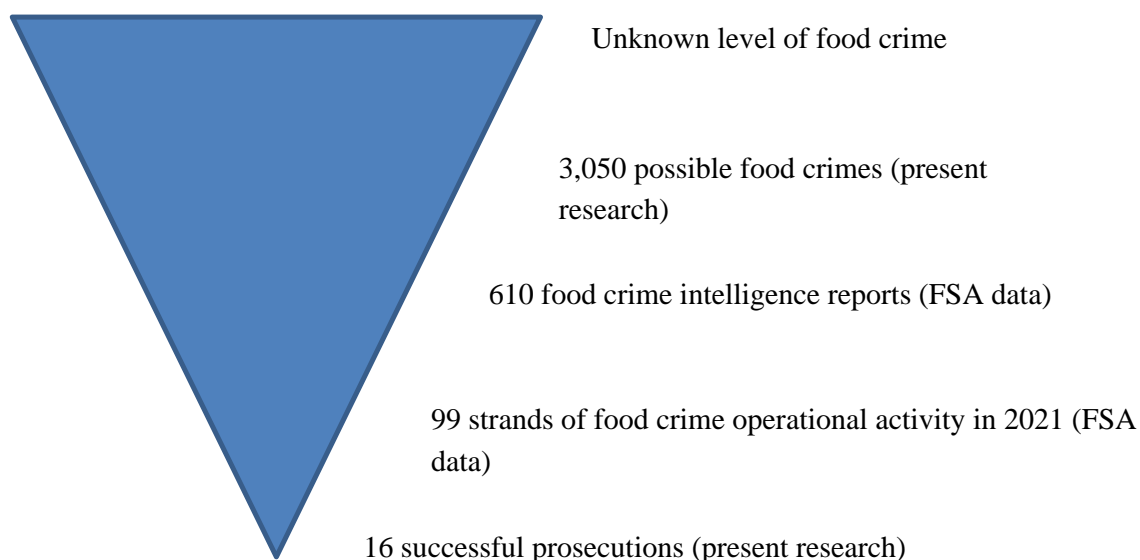 Unknown level of food crime
3,050 possible food crimes (present
research)
610 food crime intelligence reports (FSA data)
99 strands of food crime operational activity in 2021 (FSA
data)
16 successful prosecutions (present research)